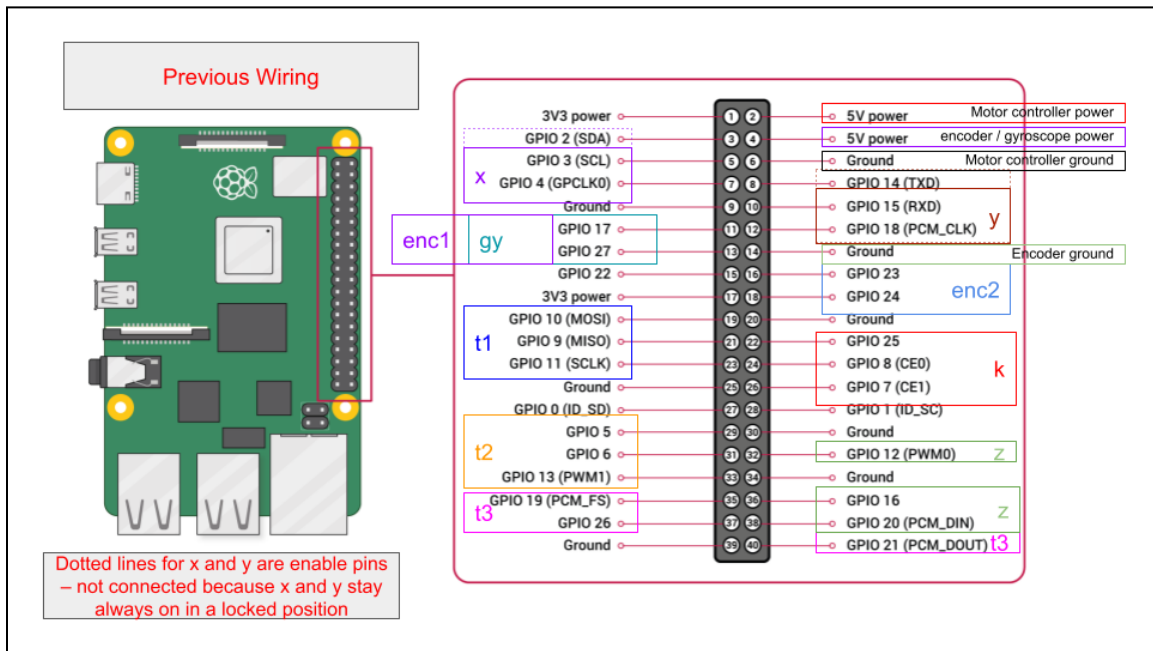 Previous Wiring
3V3 power 1 2 5V power Motor controller power
GPIO 2 (SDA) 3 4 5V power encoder / gyroscope power
x GPIO 3 (SCL) 5 6 Ground Motor controller ground
GPIO 4 (GPCLK0) 7 8 GPIO 14 (TXD)
Ground 9 10 GPIO 15 (RXD) y
enc1 gy GPIO 17 11 12 GPIO 18 (PCM_CLK)
GPIO 27 13 14 Ground Encoder ground
GPIO 22 15 16 GPIO 23 enc2
3V3 power 17 18 GPIO 24
t1 GPIO 10 (MOSI) 19 20 Ground
GPIO 9 (MISO) 21 22 GPIO 25
GPIO 11 (SCLK) 23 24 GPIO 8 (CE0) k
Ground 25 26 GPIO 7 (CE1)
GPIO 0 (ID_SD) 27 28 GPIO 1 (ID_SC)
t2 GPIO 5 29 30 Ground
GPIO 6 31 32 GPIO 12 (PWM0) z
GPIO 13 (PWM1) 33 34 Ground
t3 GPIO 19 (PCM_FS) 35 36 GPIO 16 z
GPIO 26 37 38 GPIO 20 (PCM_DIN)
Ground 39 40 GPIO 21 (PCM_DOUT) t3
Dotted lines for x and y are enable pins
– not connected because x and y stay
always on in a locked position